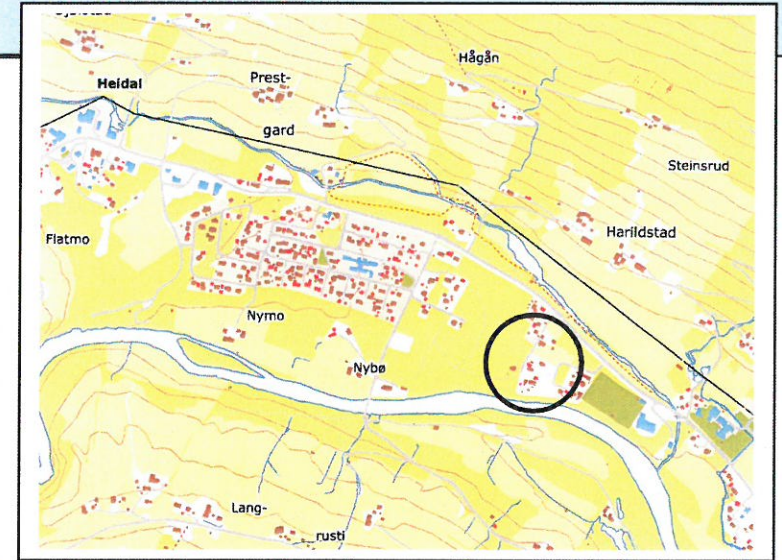 Hågån
Heidal
Prest-
gard
Steinsrud
Harildstad
Flatmo
Nymo
Nybø
Lang-
rusti